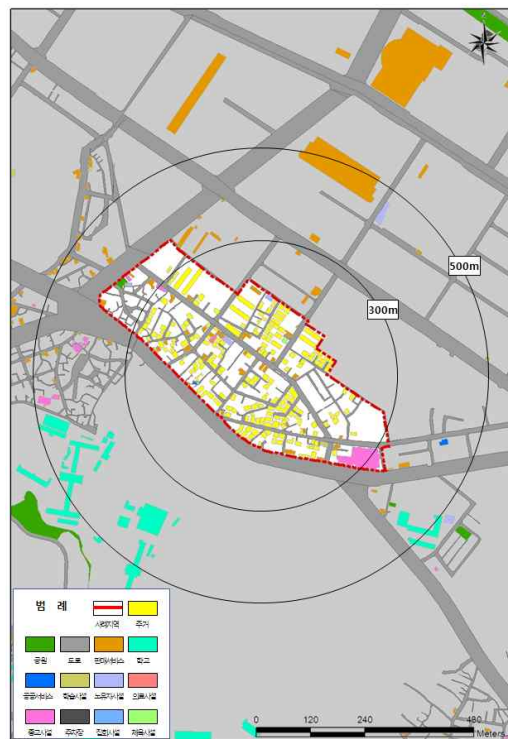 500m
300m
범 례
사례지역
주거
공원
도로
판매서비스
학교
공공서비스
학습시설
노유자시설
의료시설
종교시설
주차장
집회시설
체육시설
0
120
240
480
Meters